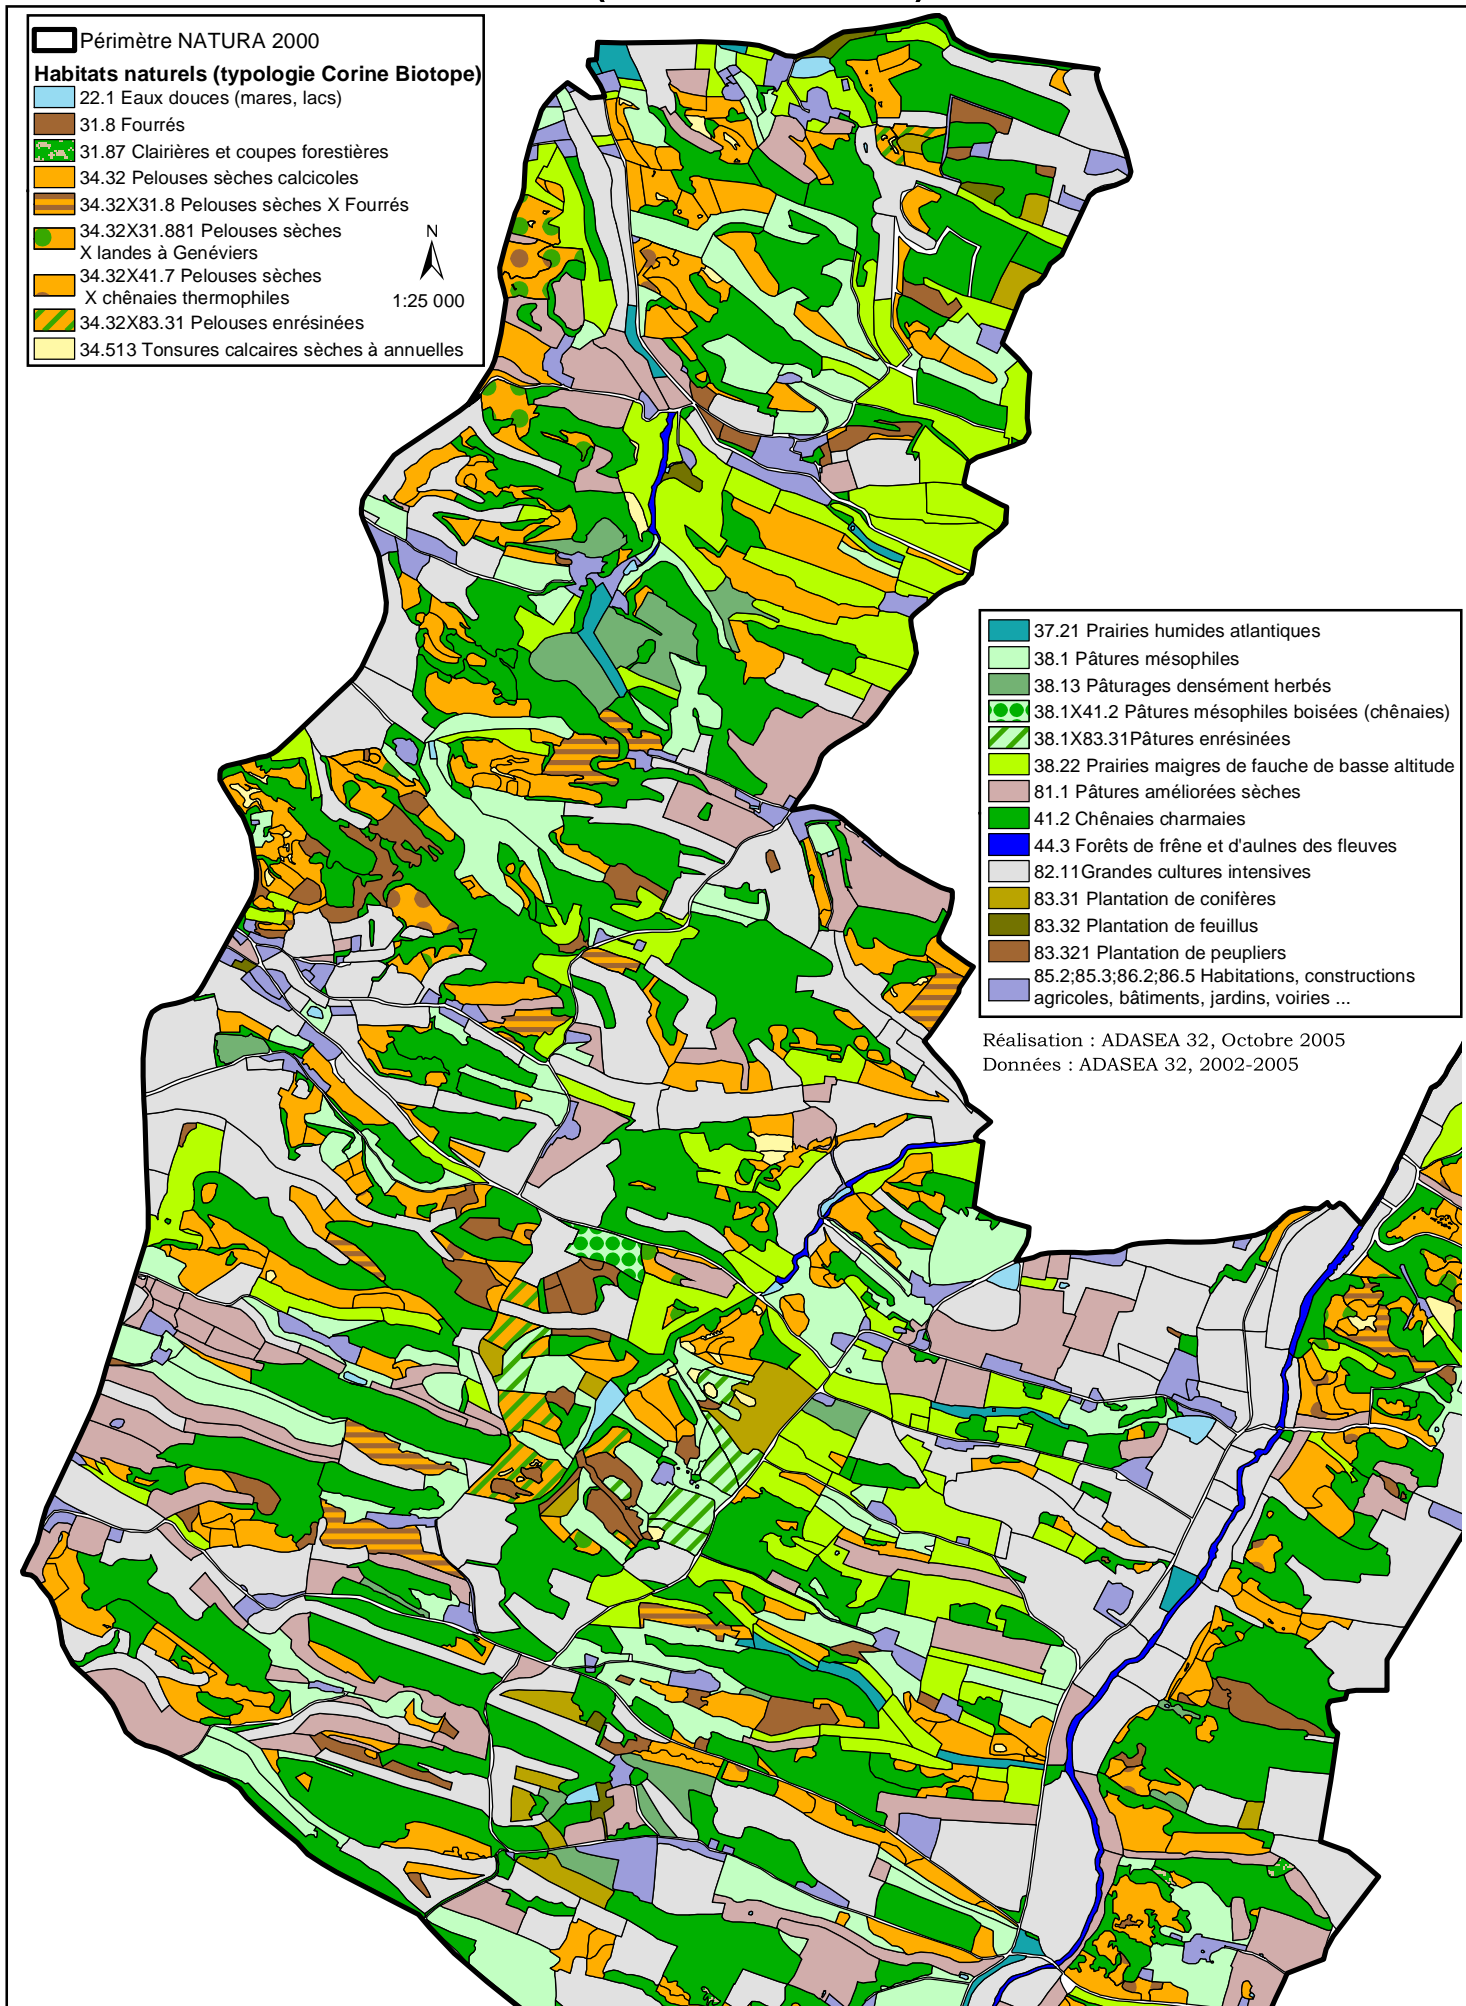 Périmètre NATURA 2000
Habitats naturels (typologie Corine Biotope)
22.1 Eaux douces (mares, lacs)
31.8 Fourrés
31.87 Clairières et coupes forestières
34.32 Pelouses sèches calcicoles
34.32X31.8 Pelouses sèches X Fourrés
34.32X31.881 Pelouses sèches
X landes à Genéviers
34.32X41.7 Pelouses sèches
X chênaies thermophiles
34.32X83.31 Pelouses enrésinées
34.513 Tonsures calcaires sèches à annuelles
N
1:25 000
37.21 Prairies humides atlantiques
38.1 Pâtures mésophiles
38.13 Pâturages densément herbés
38.1X41.2 Pâtures mésophiles boisées (chênaies)
38.1X83.31Pâtures enrésinées
38.22 Prairies maigres de fauche de basse altitude
81.1 Pâtures améliorées sèches
41.2 Chênaies charmaies
44.3 Forêts de frêne et d'aulnes des fleuves
82.11Grandes cultures intensives
83.31 Plantation de conifères
83.32 Plantation de feuillus
83.321 Plantation de peupliers
85.2;85.3;86.2;86.5 Habitations, constructions
agricoles, bâtiments, jardins, voiries ...
Réalisation : ADASEA 32, Octobre 2005
Données : ADASEA 32, 2002-2005